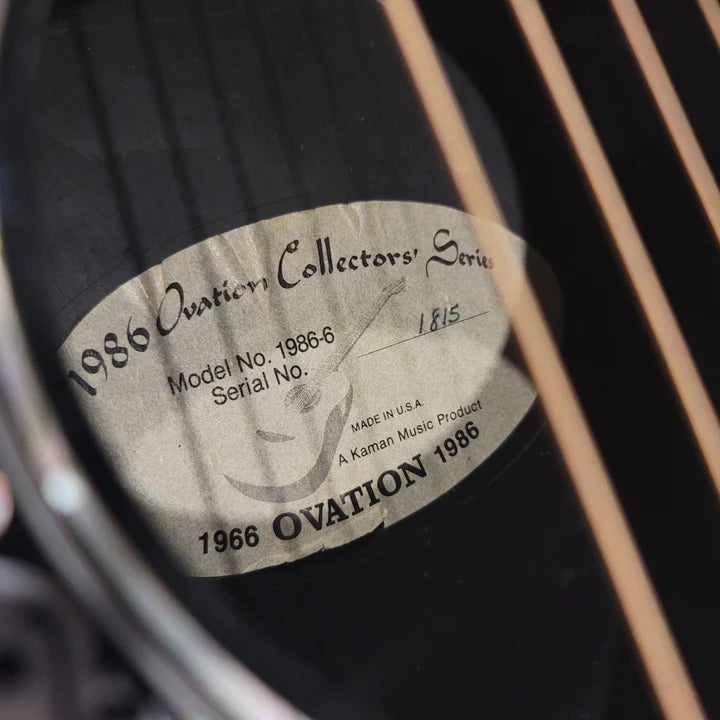 1986 Ovation Collectors' Series
Model No. 1986-6
Serial No. 1815
MADE IN U.S.A.
A Kaman Music Product
1966 OVATION 1986